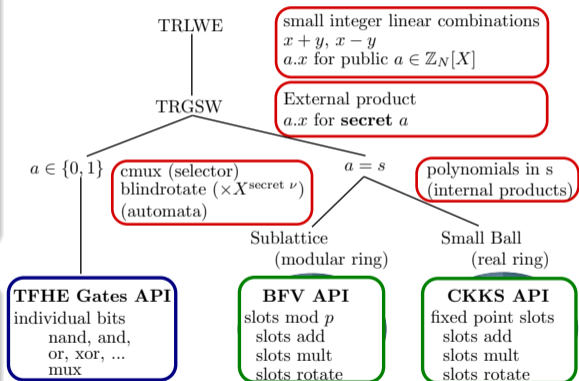 TRLWE
small integer linear combinations
x + y, x − y
a.x for public a ∈ ℤ_N[X]
TRGSW
External product
a.x for secret a
a ∈ {0, 1}
cmux (selector)
blindrotate (×X^{secret ν})
(automata)
a = s
polynomials in s
(internal products)
Sublattice
(modular ring)
Small Ball
(real ring)
TFHE Gates API
individual bits
nand, and,
or, xor, ...
mux
BFV API
slots mod p
slots add
slots mult
slots rotate
CKKS API
fixed point slots
slots add
slots mult
slots rotate